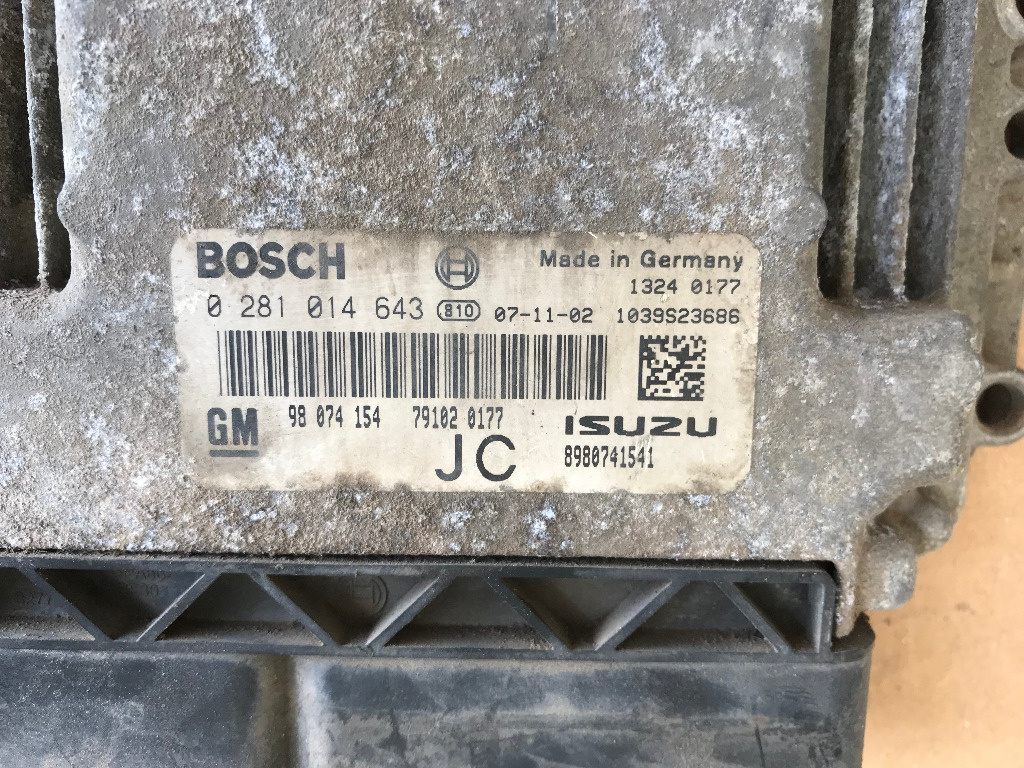 BOSCH
Made in Germany
1324 0177
0 281 014 643 810 07-11-02 1039S23686
GM 98 074 154 79102 0177 ISUZU
JC 8980741541